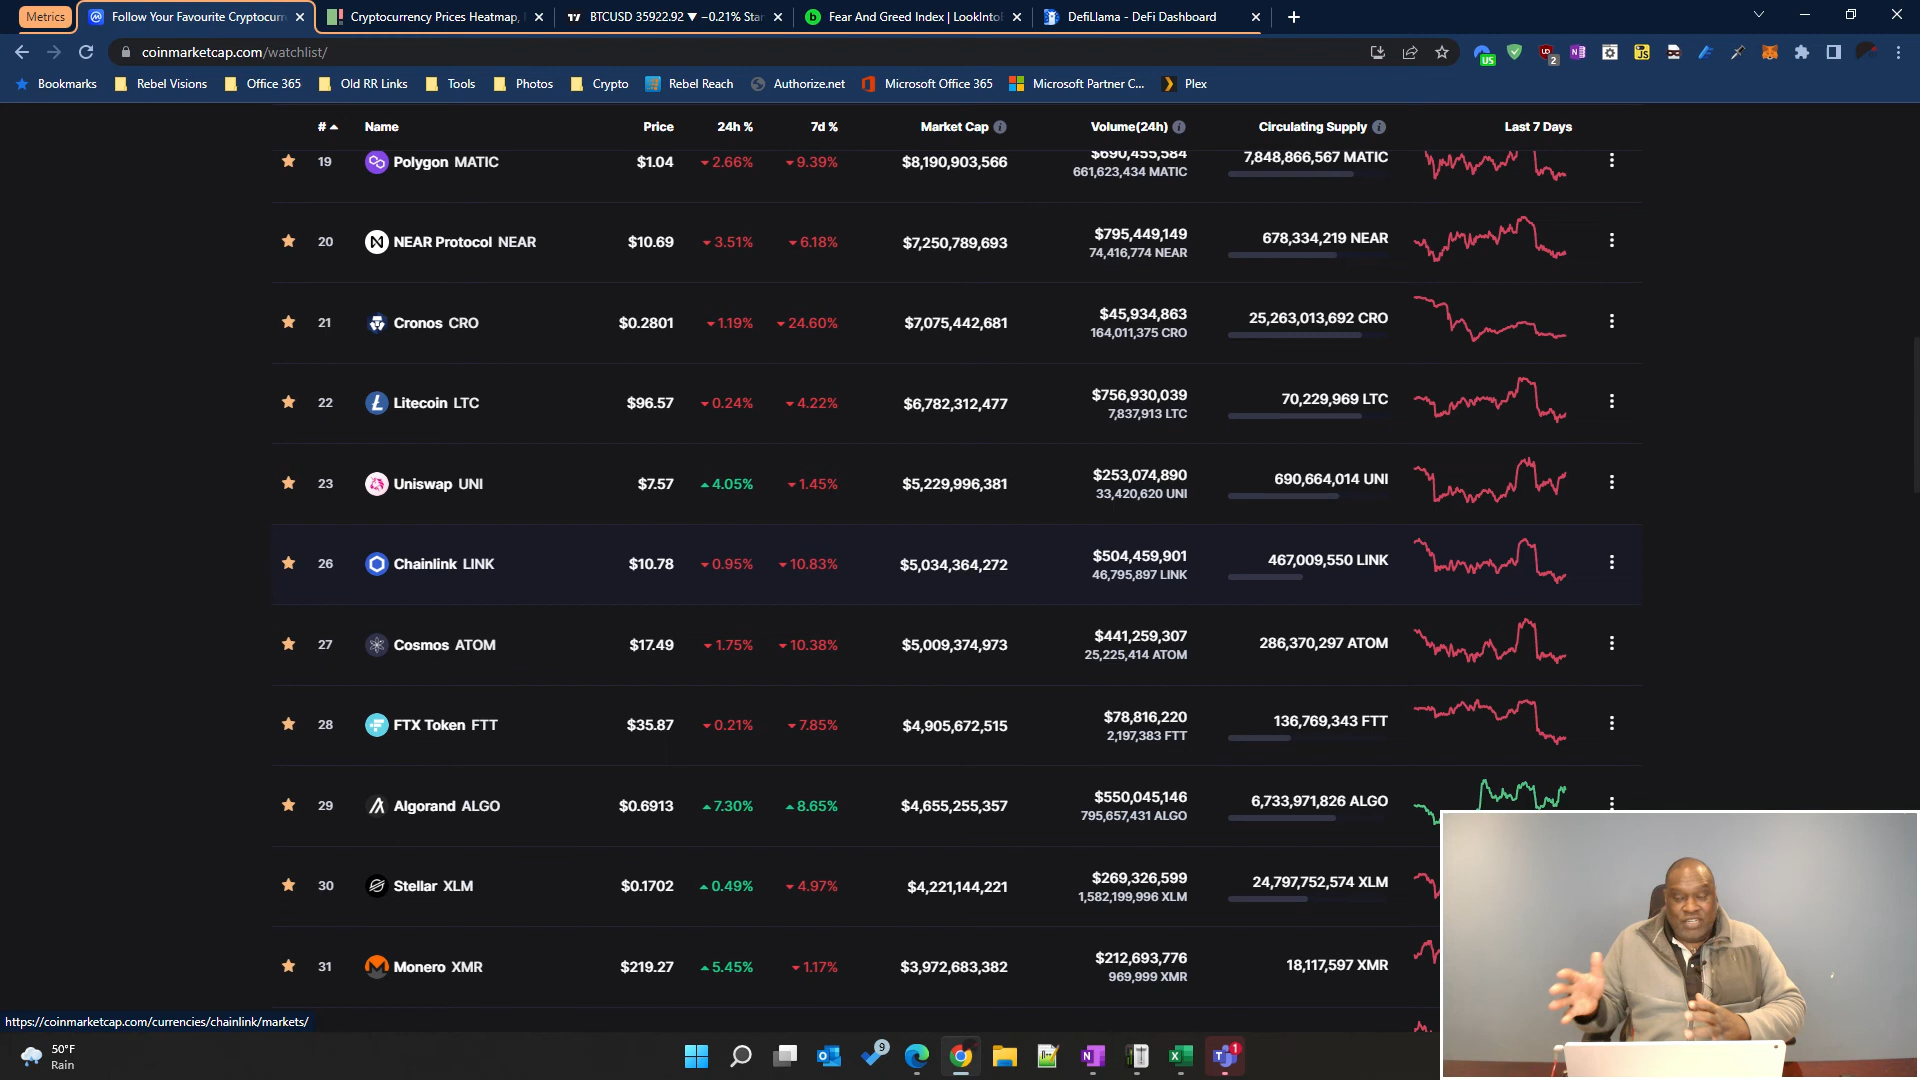 Metrics
Follow Your Favourite Cryptocurr
Cryptocurrency Prices Heatmap,
BTCUSD 35922.92 ▼ −0.21% Star
Fear And Greed Index | LookIntoB
DefiLlama - DeFi Dashboard
coinmarketcap.com/watchlist/
US
2
Bookmarks
Rebel Visions
Office 365
Old RR Links
Tools
Photos
Crypto
Rebel Reach
Authorize.net
Microsoft Office 365
Microsoft Partner C...
Plex
# Name Price 24h % 7d % Market Cap Volume(24h) Circulating Supply Last 7 Days
19 Polygon MATIC $1.04 2.66% 9.39% $8,190,903,566 $690,455,584 7,848,866,567 MATIC
661,623,434 MATIC
20 NEAR Protocol NEAR $10.69 3.51% 6.18% $7,250,789,693 $795,449,149 678,334,219 NEAR
74,416,774 NEAR
21 Cronos CRO $0.2801 1.19% 24.60% $7,075,442,681 $45,934,863 25,263,013,692 CRO
164,011,375 CRO
22 Litecoin LTC $96.57 0.24% 4.22% $6,782,312,477 $756,930,039 70,229,969 LTC
7,837,913 LTC
23 Uniswap UNI $7.57 4.05% 1.45% $5,229,996,381 $253,074,890 690,664,014 UNI
33,420,620 UNI
26 Chainlink LINK $10.78 0.95% 10.83% $5,034,364,272 $504,459,901 467,009,550 LINK
46,795,897 LINK
27 Cosmos ATOM $17.49 1.75% 10.38% $5,009,374,973 $441,259,307 286,370,297 ATOM
25,225,414 ATOM
28 FTX Token FTT $35.87 0.21% 7.85% $4,905,672,515 $78,816,220 136,769,343 FTT
2,197,383 FTT
29 Algorand ALGO $0.6913 7.30% 8.65% $4,655,255,357 $550,045,146 6,733,971,826 ALGO
795,657,431 ALGO
30 Stellar XLM $0.1702 0.49% 4.97% $4,221,144,221 $269,326,599 24,797,752,574 XLM
1,582,199,996 XLM
31 Monero XMR $219.27 5.45% 1.17% $3,972,683,382 $212,693,776 18,117,597 XMR
969,999 XMR
https://coinmarketcap.com/currencies/chainlink/markets/
50°F
Rain
9
1